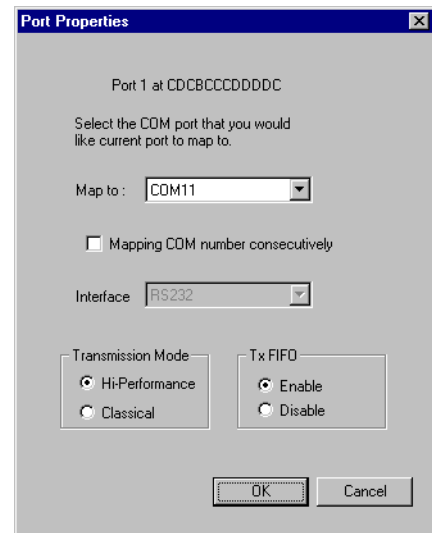 Port Properties
Port 1 at CDCBCCCDDDDC
Select the COM port that you would
like current port to map to.
Map to :
COM11
Mapping COM number consecutively
Interface
RS232
Transmission Mode
Hi-Performance
Classical
Tx FIFO
Enable
Disable
OK
Cancel